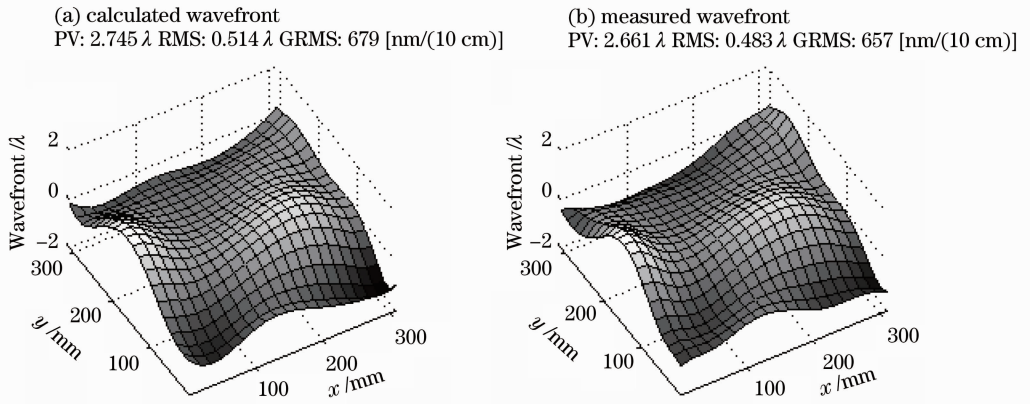 (a) calculated wavefront
PV: 2.745 λ RMS: 0.514 λ GRMS: 679 [nm/(10 cm)]
Wavefront /λ
2
0
−2
300
200
100
y /mm
100
200
300
x /mm
(b) measured wavefront
PV: 2.661 λ RMS: 0.483 λ GRMS: 657 [nm/(10 cm)]
Wavefront /λ
2
0
−2
300
200
100
y /mm
100
200
300
x /mm